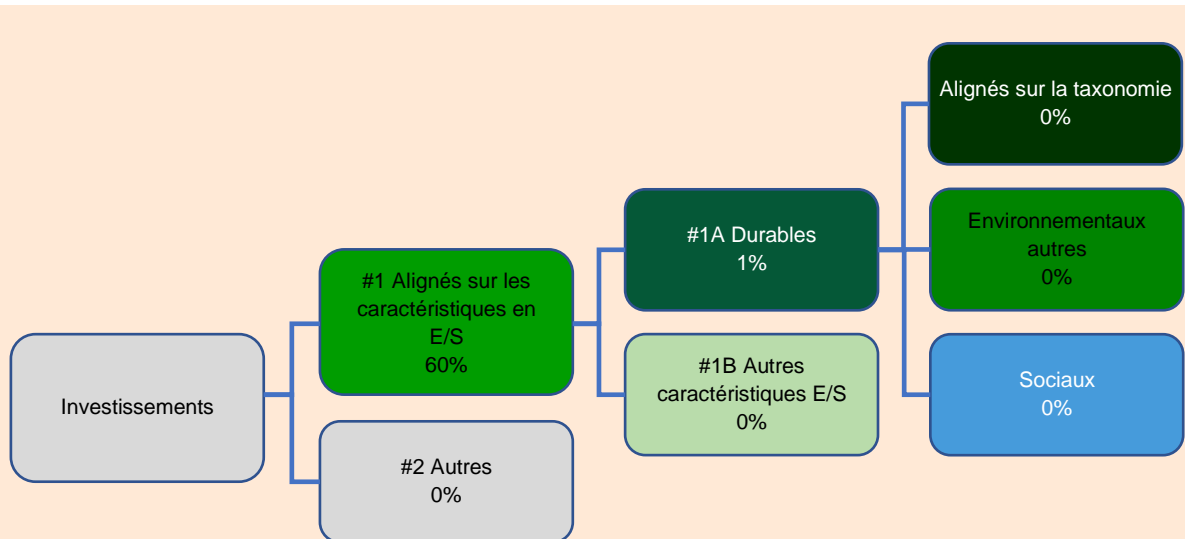 Investissements
#1 Alignés sur les
caractéristiques en
E/S
60%
#2 Autres
0%
#1A Durables
1%
#1B Autres
caractéristiques E/S
0%
Alignés sur la taxonomie
0%
Environnementaux
autres
0%
Sociaux
0%